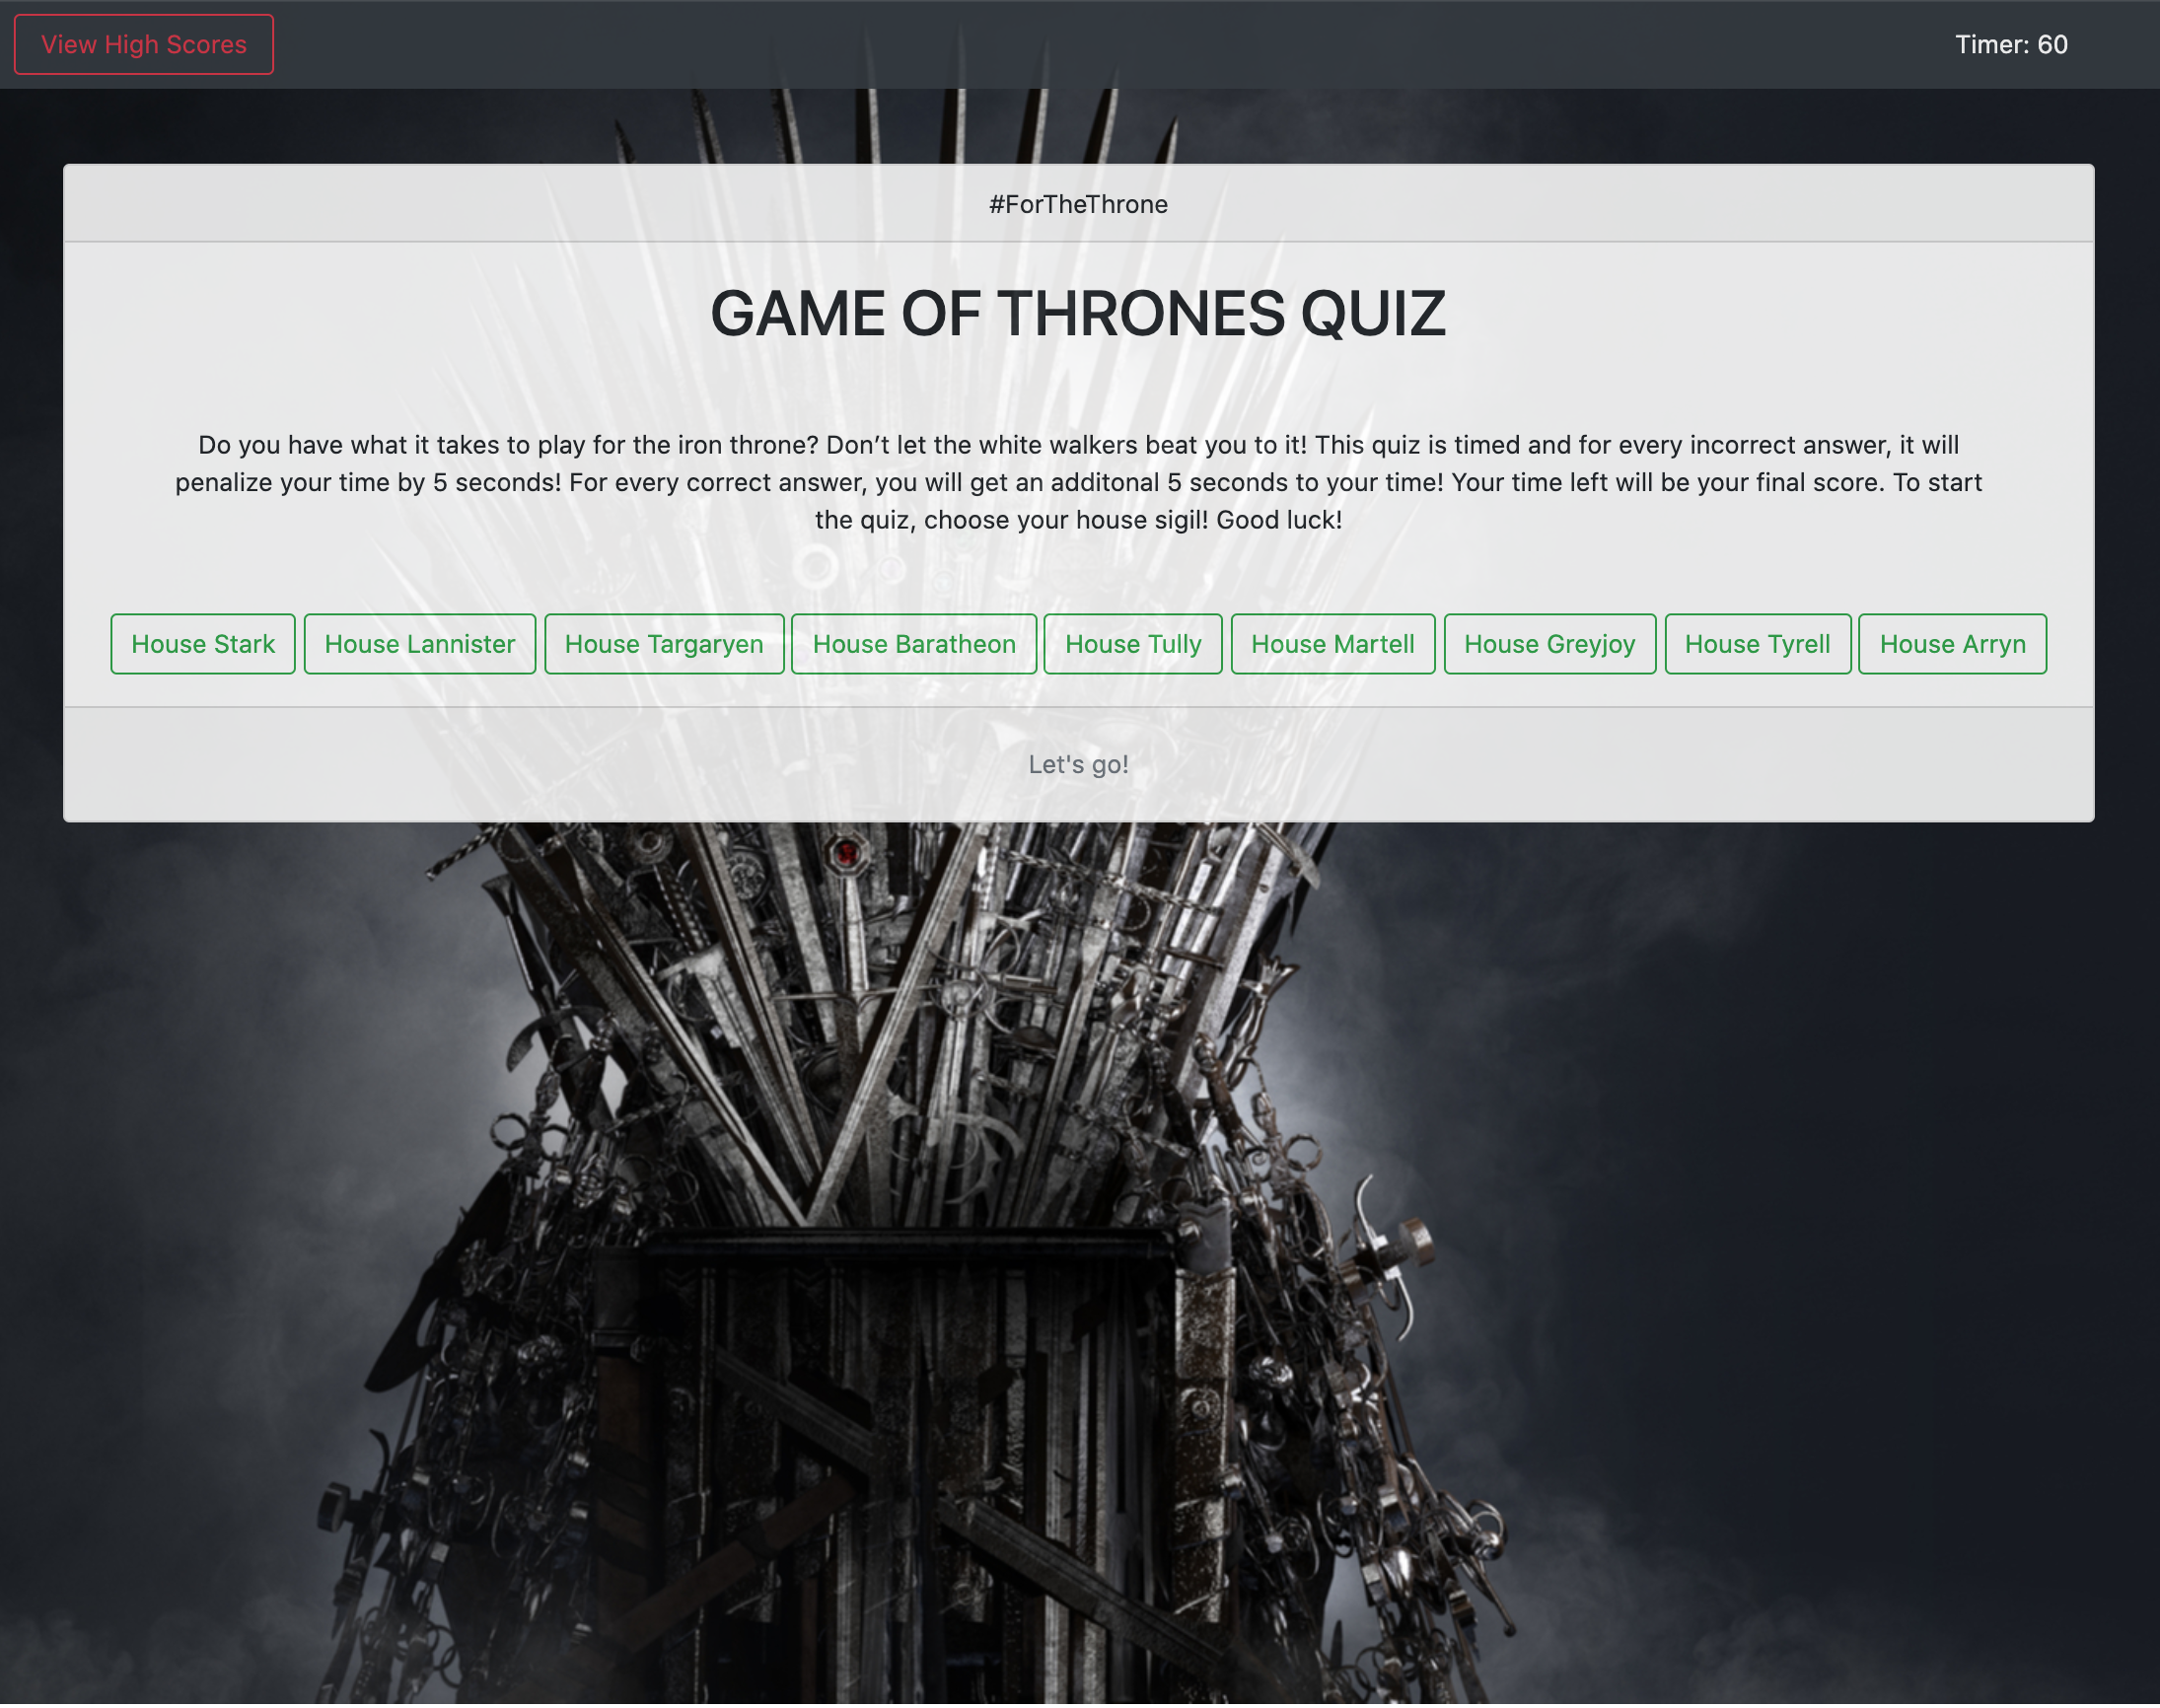 View High Scores
Timer: 60
#ForTheThrone
GAME OF THRONES QUIZ
Do you have what it takes to play for the iron throne? Don’t let the white walkers beat you to it! This quiz is timed and for every incorrect answer, it will
penalize your time by 5 seconds! For every correct answer, you will get an additonal 5 seconds to your time! Your time left will be your final score. To start
the quiz, choose your house sigil! Good luck!
House Stark House Lannister House Targaryen House Baratheon House Tully House Martell House Greyjoy House Tyrell House Arryn
Let's go!